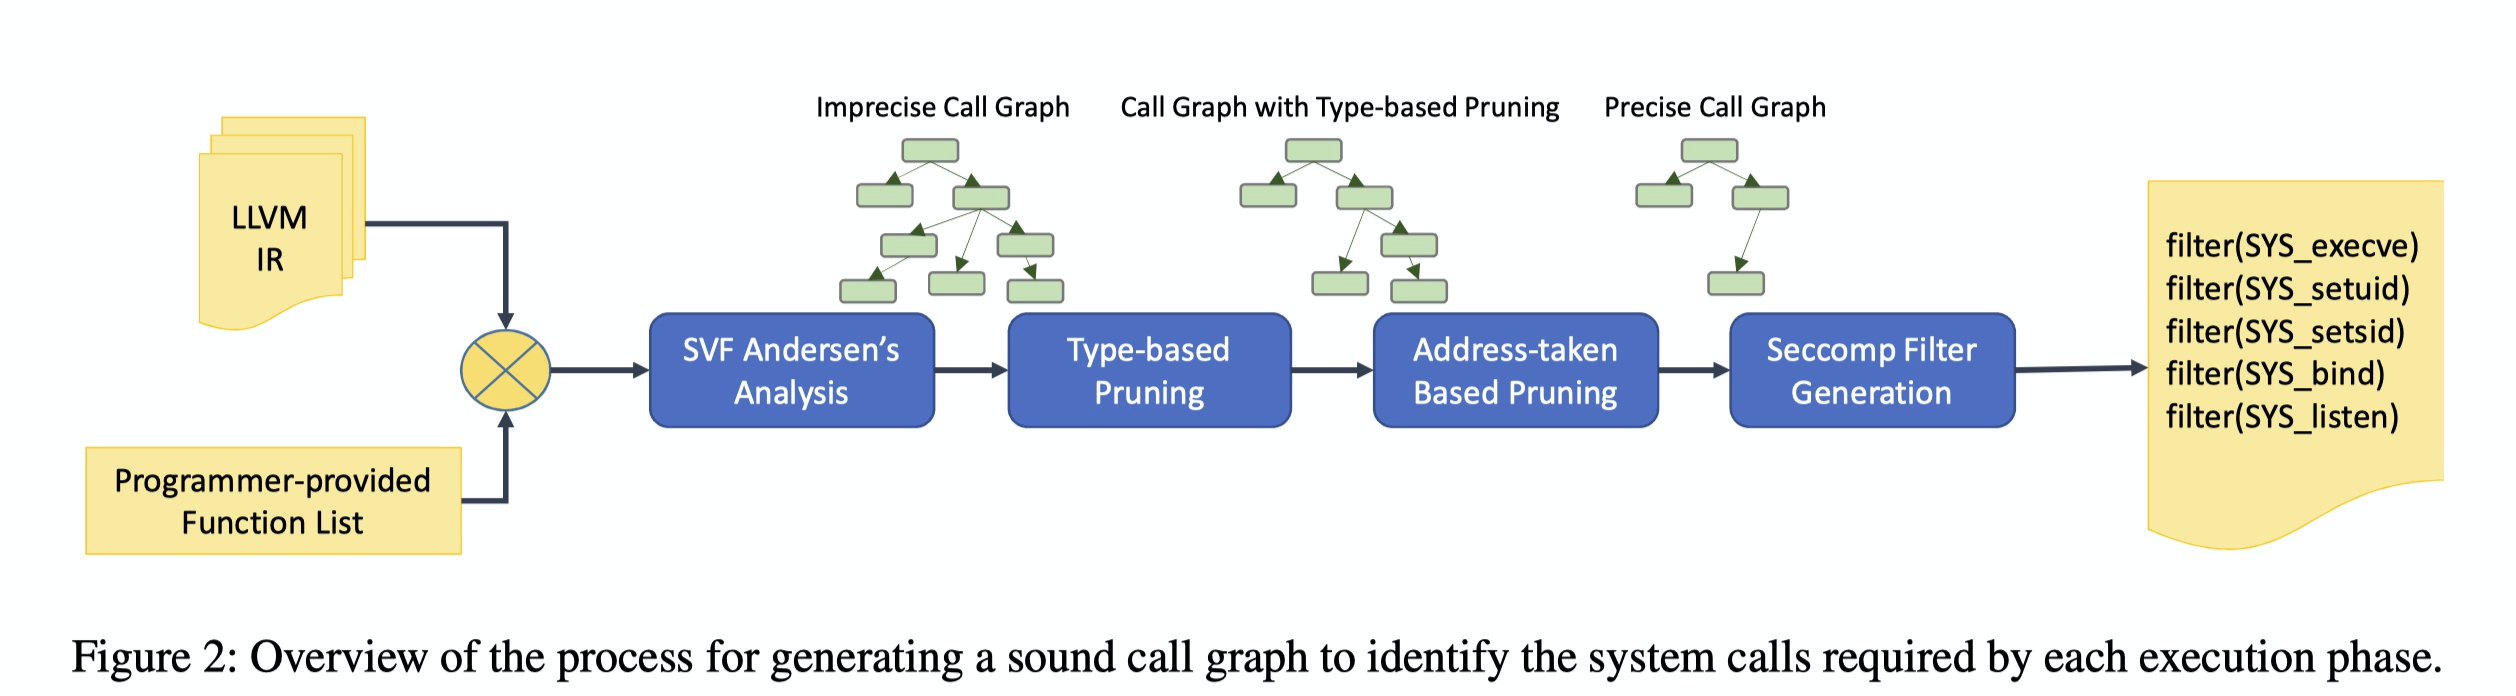 Imprecise Call Graph
Call Graph with Type-based Pruning
Precise Call Graph
LLVM
IR
Programmer-provided
Function List
SVF Andersen's
Analysis
Type-based
Pruning
Address-taken
Based Pruning
Seccomp Filter
Generation
filter(SYS_execve)
filter(SYS_setuid)
filter(SYS_setsid)
filter(SYS_bind)
filter(SYS_listen)
Figure 2: Overview of the process for generating a sound call graph to identify the system calls required by each execution phase.